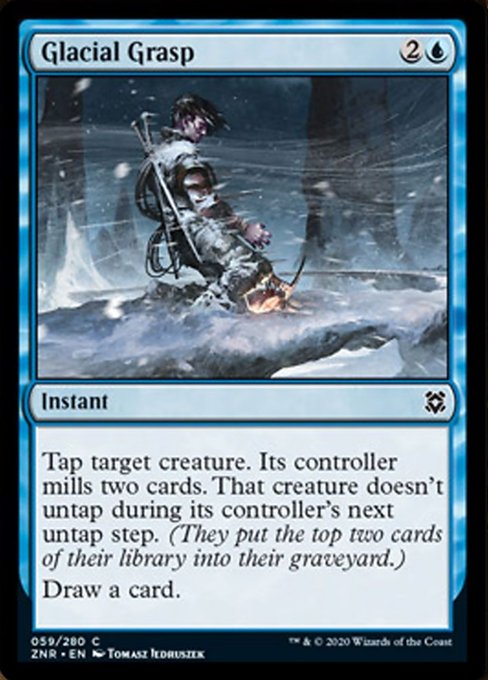 Glacial Grasp 2
Instant
Tap target creature. Its controller
mills two cards. That creature doesn't
untap during its controller's next
untap step. (They put the top two cards
of their library into their graveyard.)
Draw a card.
059/280 C
ZNR • EN Tomasz Jedruszek
™ & © 2020 Wizards of the Coast